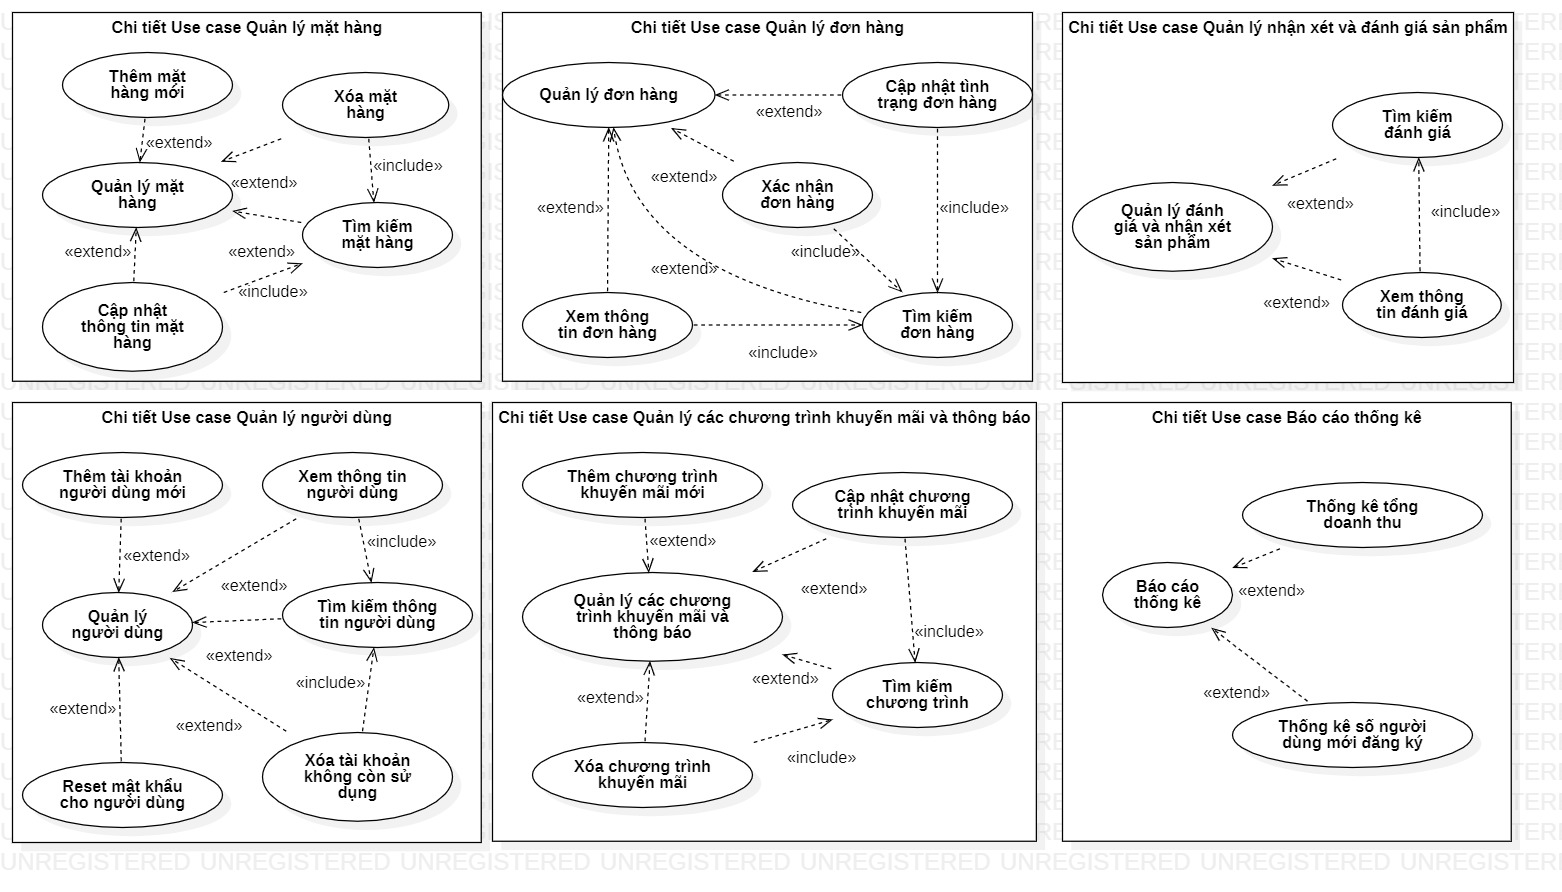 Chi tiết Use case Quản lý mặt hàng
Thêm mặt
hàng mới
Xóa mặt
hàng
«extend»
«include»
Quản lý mặt
hàng
«extend»
Tìm kiếm
mặt hàng
«extend»
«extend»
«include»
Cập nhật
thông tin mặt
hàng
Chi tiết Use case Quản lý đơn hàng
Quản lý đơn hàng
Cập nhật tình
trạng đơn hàng
«extend»
«extend»
Xác nhận
đơn hàng
«extend»
«include»
«include»
«extend»
Xem thông
tin đơn hàng
Tìm kiếm
đơn hàng
«include»
Chi tiết Use case Quản lý nhận xét và đánh giá sản phẩm
Tìm kiếm
đánh giá
«extend»
«include»
Quản lý đánh
giá và nhận xét
sản phẩm
«extend»
Xem thông
tin đánh giá
Chi tiết Use case Quản lý người dùng
Thêm tài khoản
người dùng mới
Xem thông tin
người dùng
«extend»
«include»
«extend»
Quản lý
người dùng
Tìm kiếm thông
tin người dùng
«extend»
«include»
«extend»
«extend»
Reset mật khẩu
cho người dùng
Xóa tài khoản
không còn sử
dụng
Chi tiết Use case Quản lý các chương trình khuyến mãi và thông báo
Thêm chương trình
khuyến mãi mới
Cập nhật chương
trình khuyến mãi
«extend»
«extend»
Quản lý các chương
trình khuyến mãi và
thông báo
«include»
«extend»
«extend»
Tìm kiếm
chương trình
«include»
Xóa chương trình
khuyến mãi
Chi tiết Use case Báo cáo thống kê
Thống kê tổng
doanh thu
Báo cáo
thống kê
«extend»
«extend»
Thống kê số người
dùng mới đăng ký
UNREGISTERED UNREGISTERED UNREGISTERED UNREGISTERED UNREGISTERED UNREGISTERED UNREGISTERED UNREGISTERI